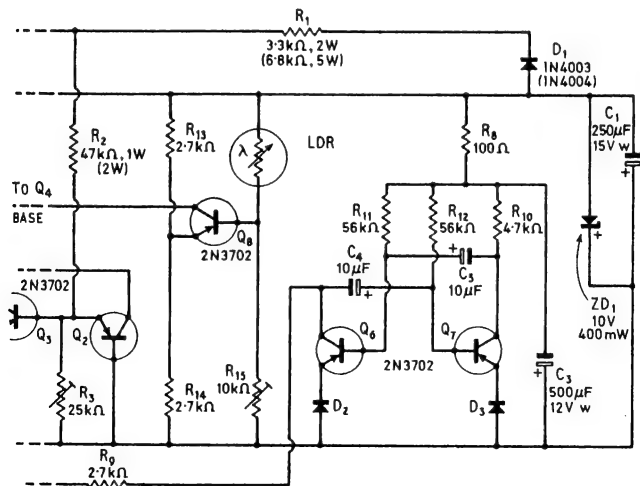 R1
3.3kΩ, 2W
(6.8kΩ, 5W)
D1
1N4003
(1N4004)
C1
250μF
15V w
+
R2
47kΩ, 1W
(2W)
R13
2.7kΩ
λ
LDR
R8
100Ω
TO Q4
BASE
Q8
2N3702
R11
56kΩ
R12
56kΩ
R10
4.7kΩ
C4
10μF
+
+
C5
10μF
+
ZD1
10V
400mW
2N3702
Q3
Q2
Q6
Q7
2N3702
R3
25kΩ
R14
2.7kΩ
R15
10kΩ
D2
D3
+
C3
500μF
12V w
R9
2.7kΩ